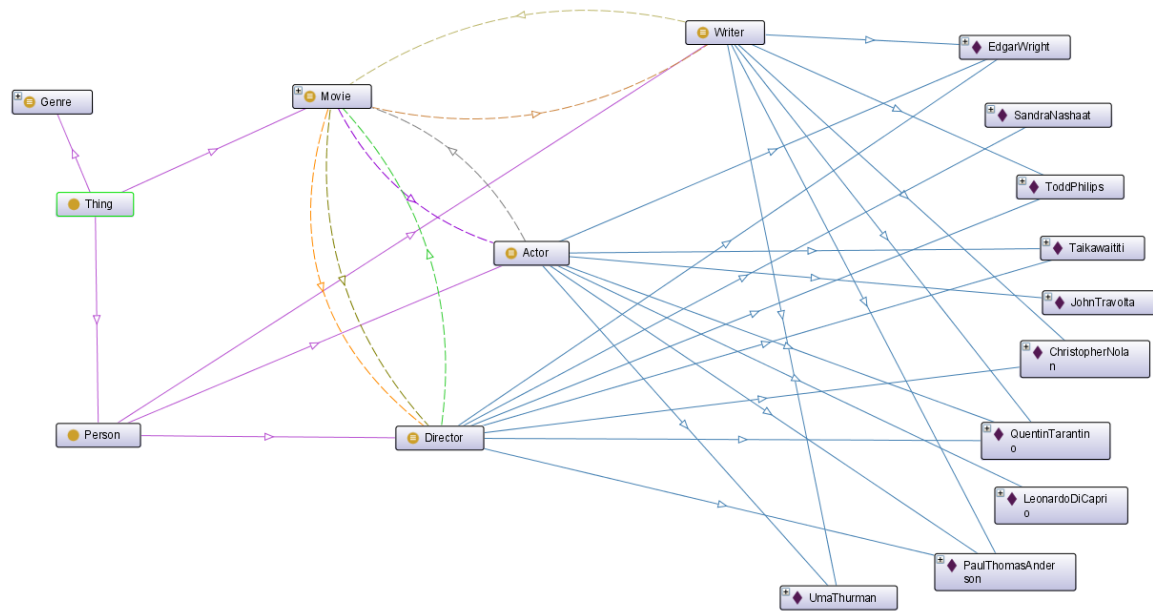 Writer
EdgarWright
Genre
Movie
SandraNashaat
ToddPhilips
Thing
Actor
Taikawaititi
JohnTravolta
ChristopherNola
n
Person
Director
QuentinTarantin
o
LeonardoDiCapri
o
PaulThomasAnder
son
UmaThurman